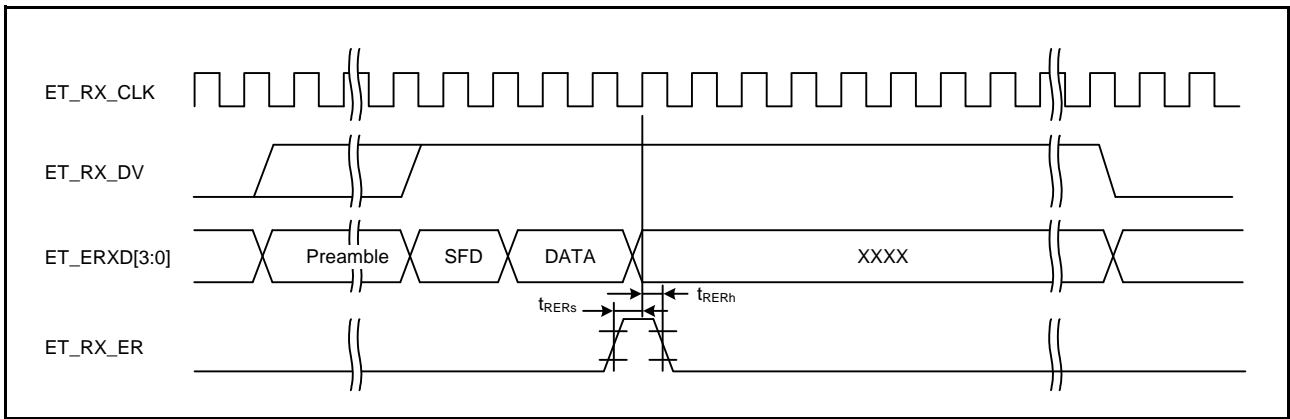 ET_RX_CLK
ET_RX_DV
ET_ERXD[3:0]
Preamble
SFD
DATA
XXXX
tRERs
tRERh
ET_RX_ER